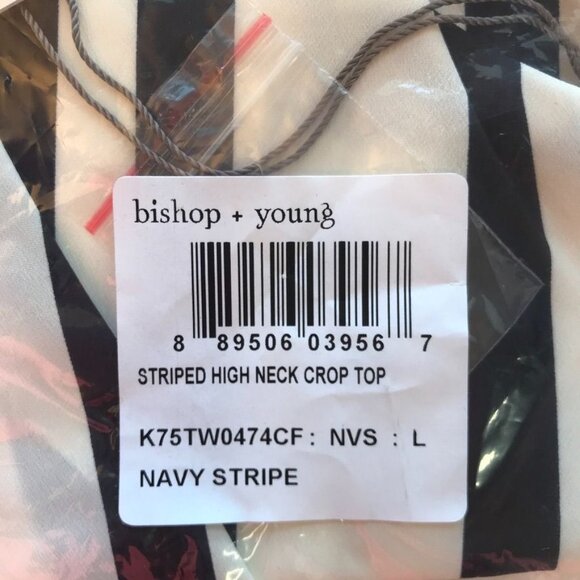 bishop + young
8 89506 03956 7
STRIPED HIGH NECK CROP TOP
K75TW0474CF: NVS : L
NAVY STRIPE